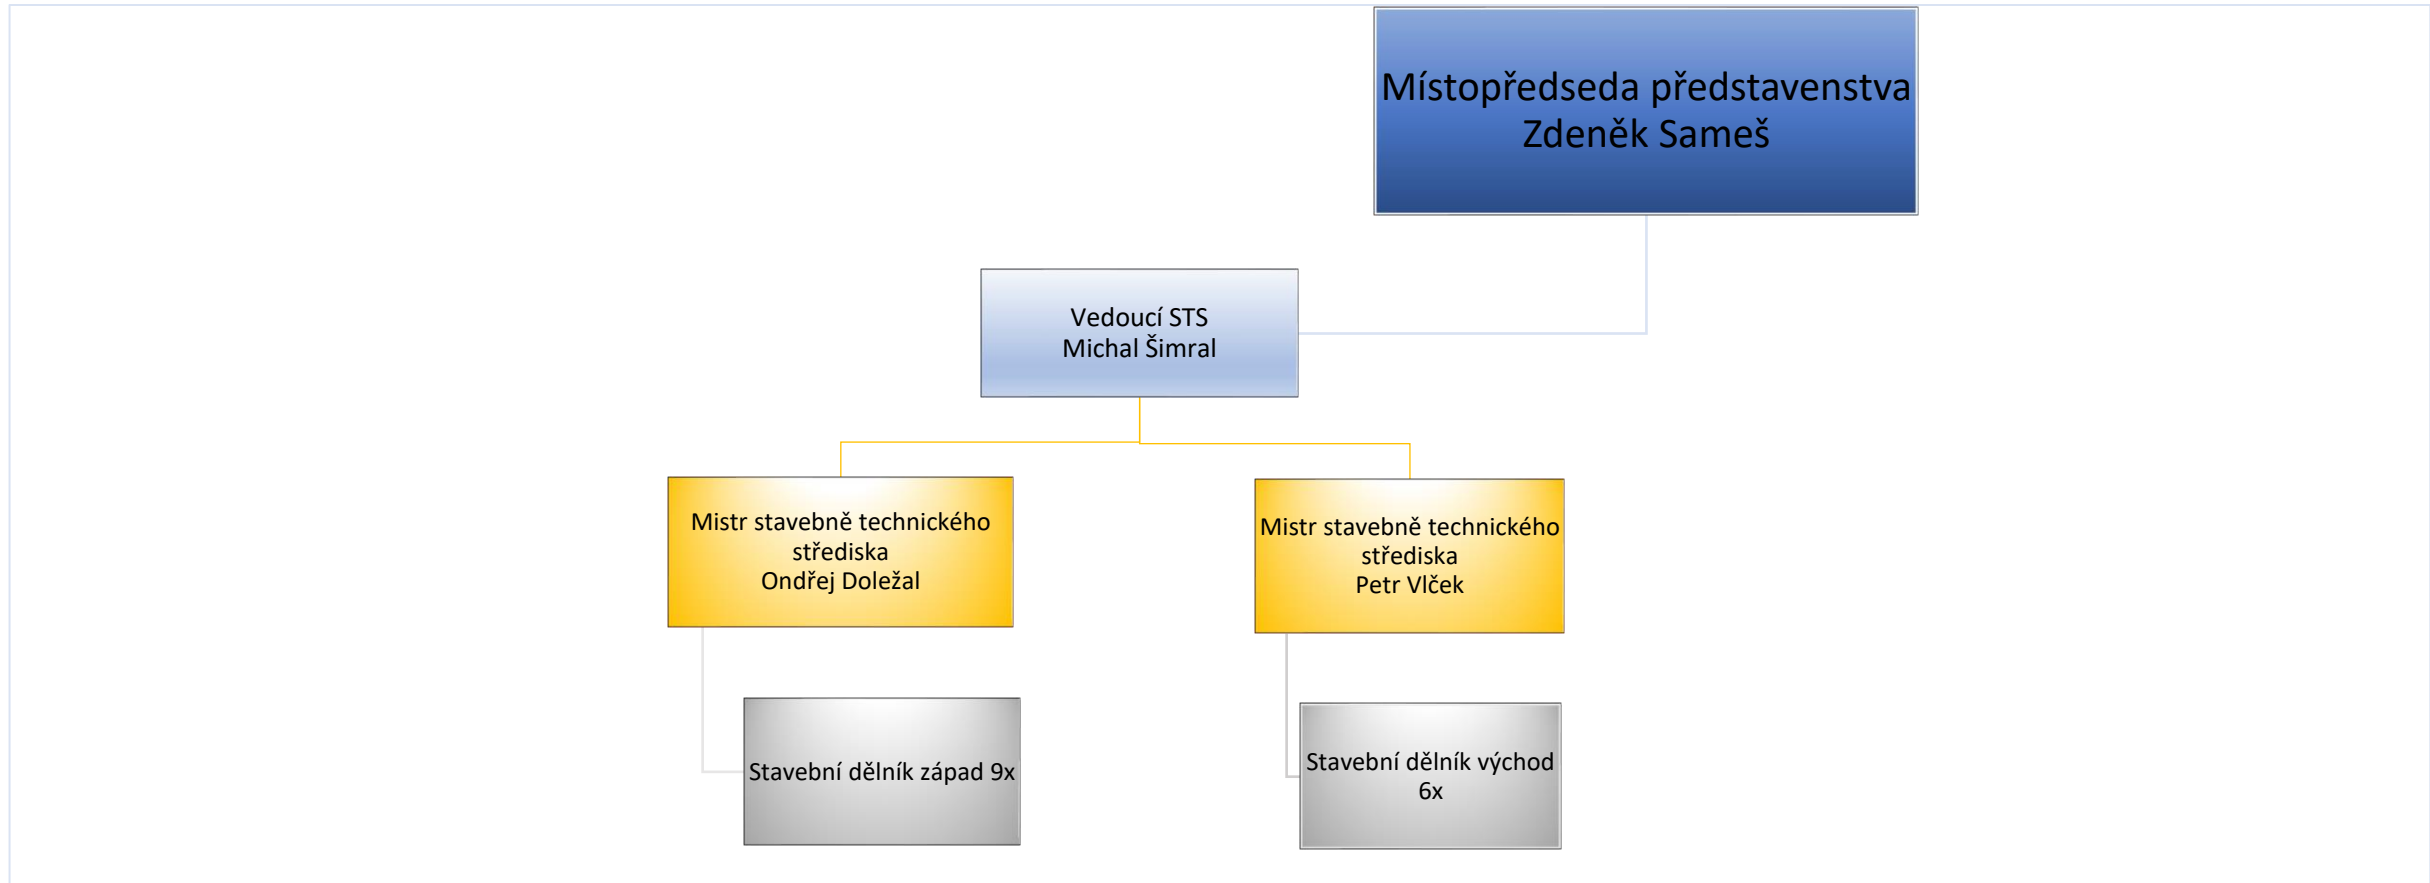 Místopředseda představenstva
Zdeněk Sameš
Vedoucí STS
Michal Šimral
Mistr stavebně technického
střediska
Ondřej Doležal
Mistr stavebně technického
střediska
Petr Vlček
Stavební dělník západ 9x
Stavební dělník východ
6x